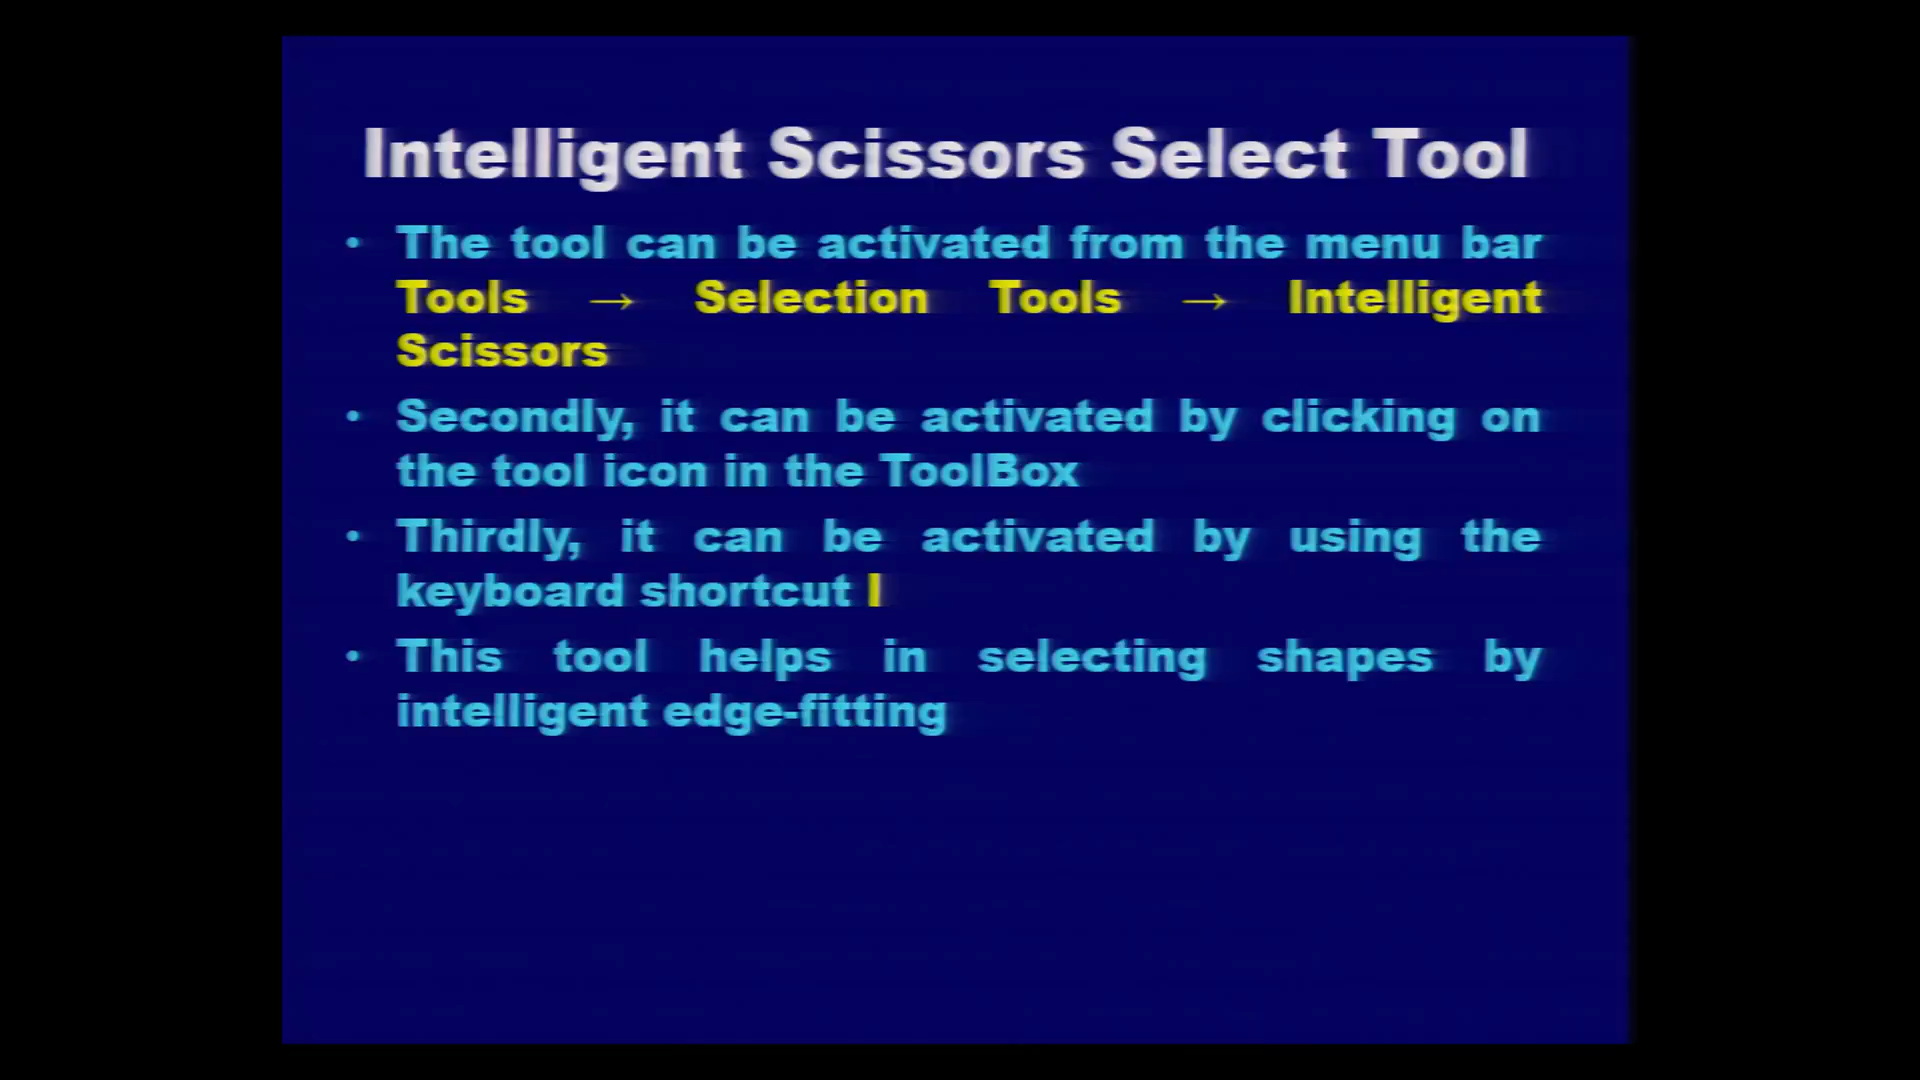 Intelligent Scissors Select Tool
• The tool can be activated from the menu bar
Tools → Selection Tools → Intelligent
Scissors
• Secondly, it can be activated by clicking on
the tool icon in the ToolBox
• Thirdly, it can be activated by using the
keyboard shortcut I
• This tool helps in selecting shapes by
intelligent edge-fitting